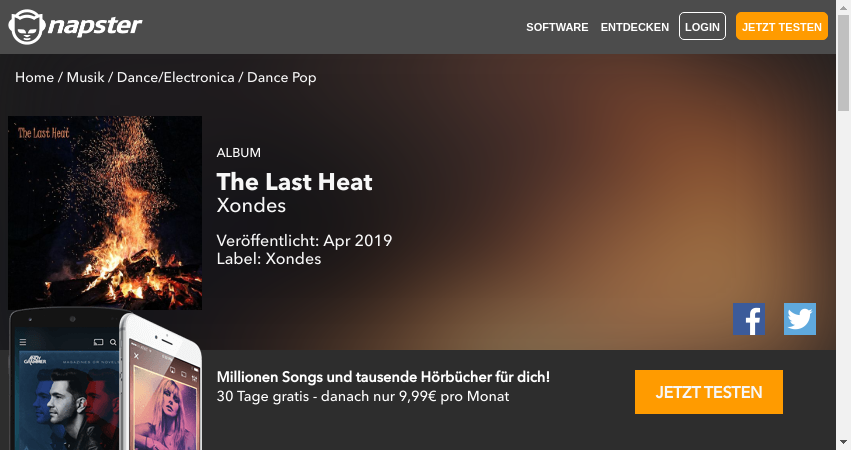 napster
SOFTWARE ENTDECKEN LOGIN JETZT TESTEN
Home / Musik / Dance/Electronica / Dance Pop
The Last Heat
ALBUM
The Last Heat
Xondes
Veröffentlicht: Apr 2019
Label: Xondes
ANDY GRAMMER
Millionen Songs und tausende Hörbücher für dich!
30 Tage gratis - danach nur 9,99€ pro Monat
JETZT TESTEN